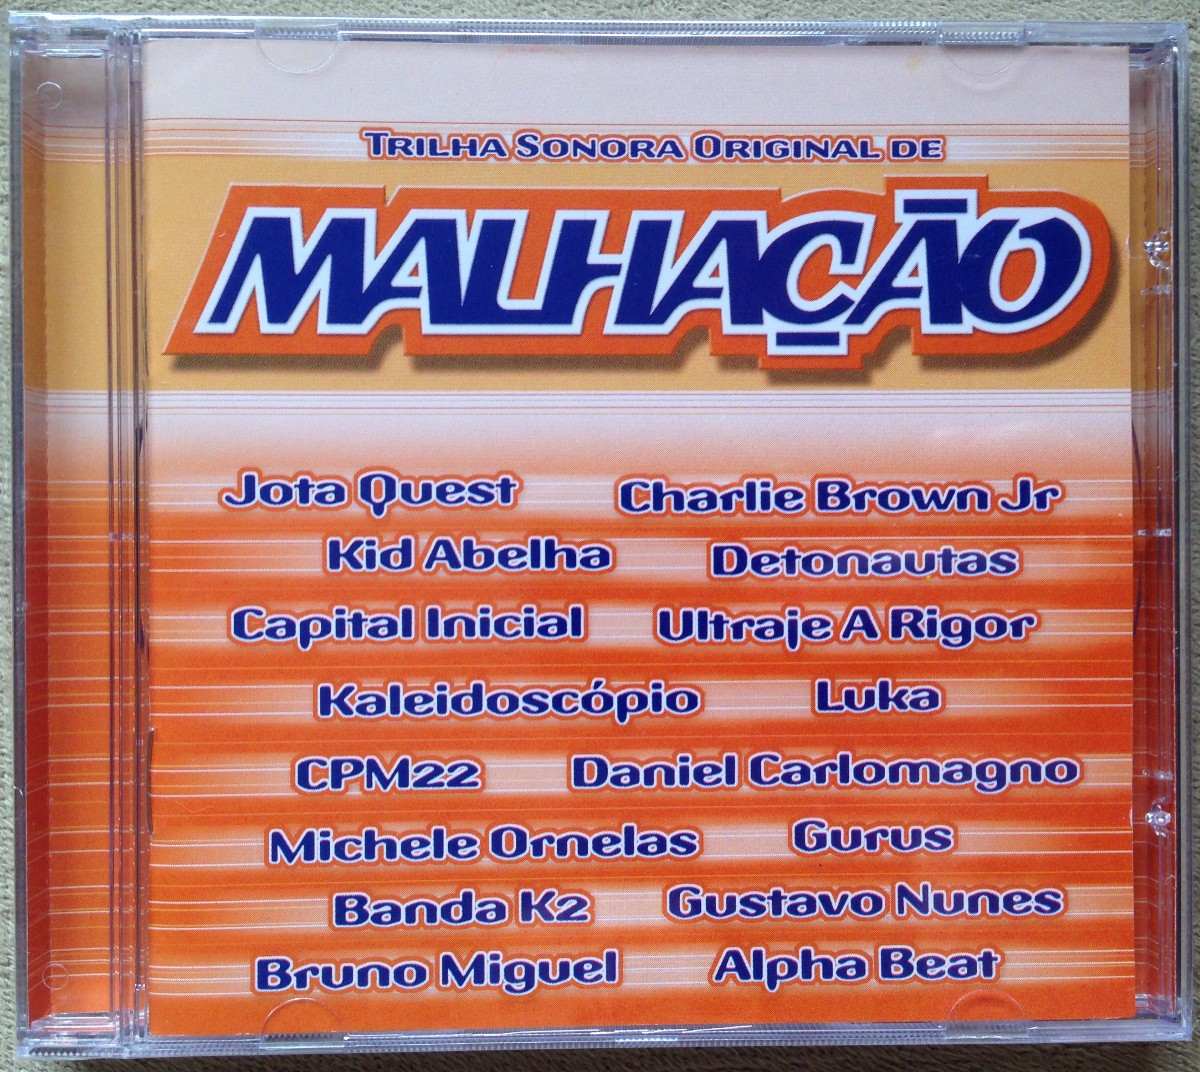 TRILHA SONORA ORIGINAL DE
MALHAÇÃO
Jota Quest Charlie Brown Jr
Kid Abelha Detonautas
Capital Inicial Ultraje A Rigor
Kaleidoscópio Luka
CPM22 Daniel Carlomagno
Michele Ornelas Gurus
Banda K2 Gustavo Nunes
Bruno Miguel Alpha Beat